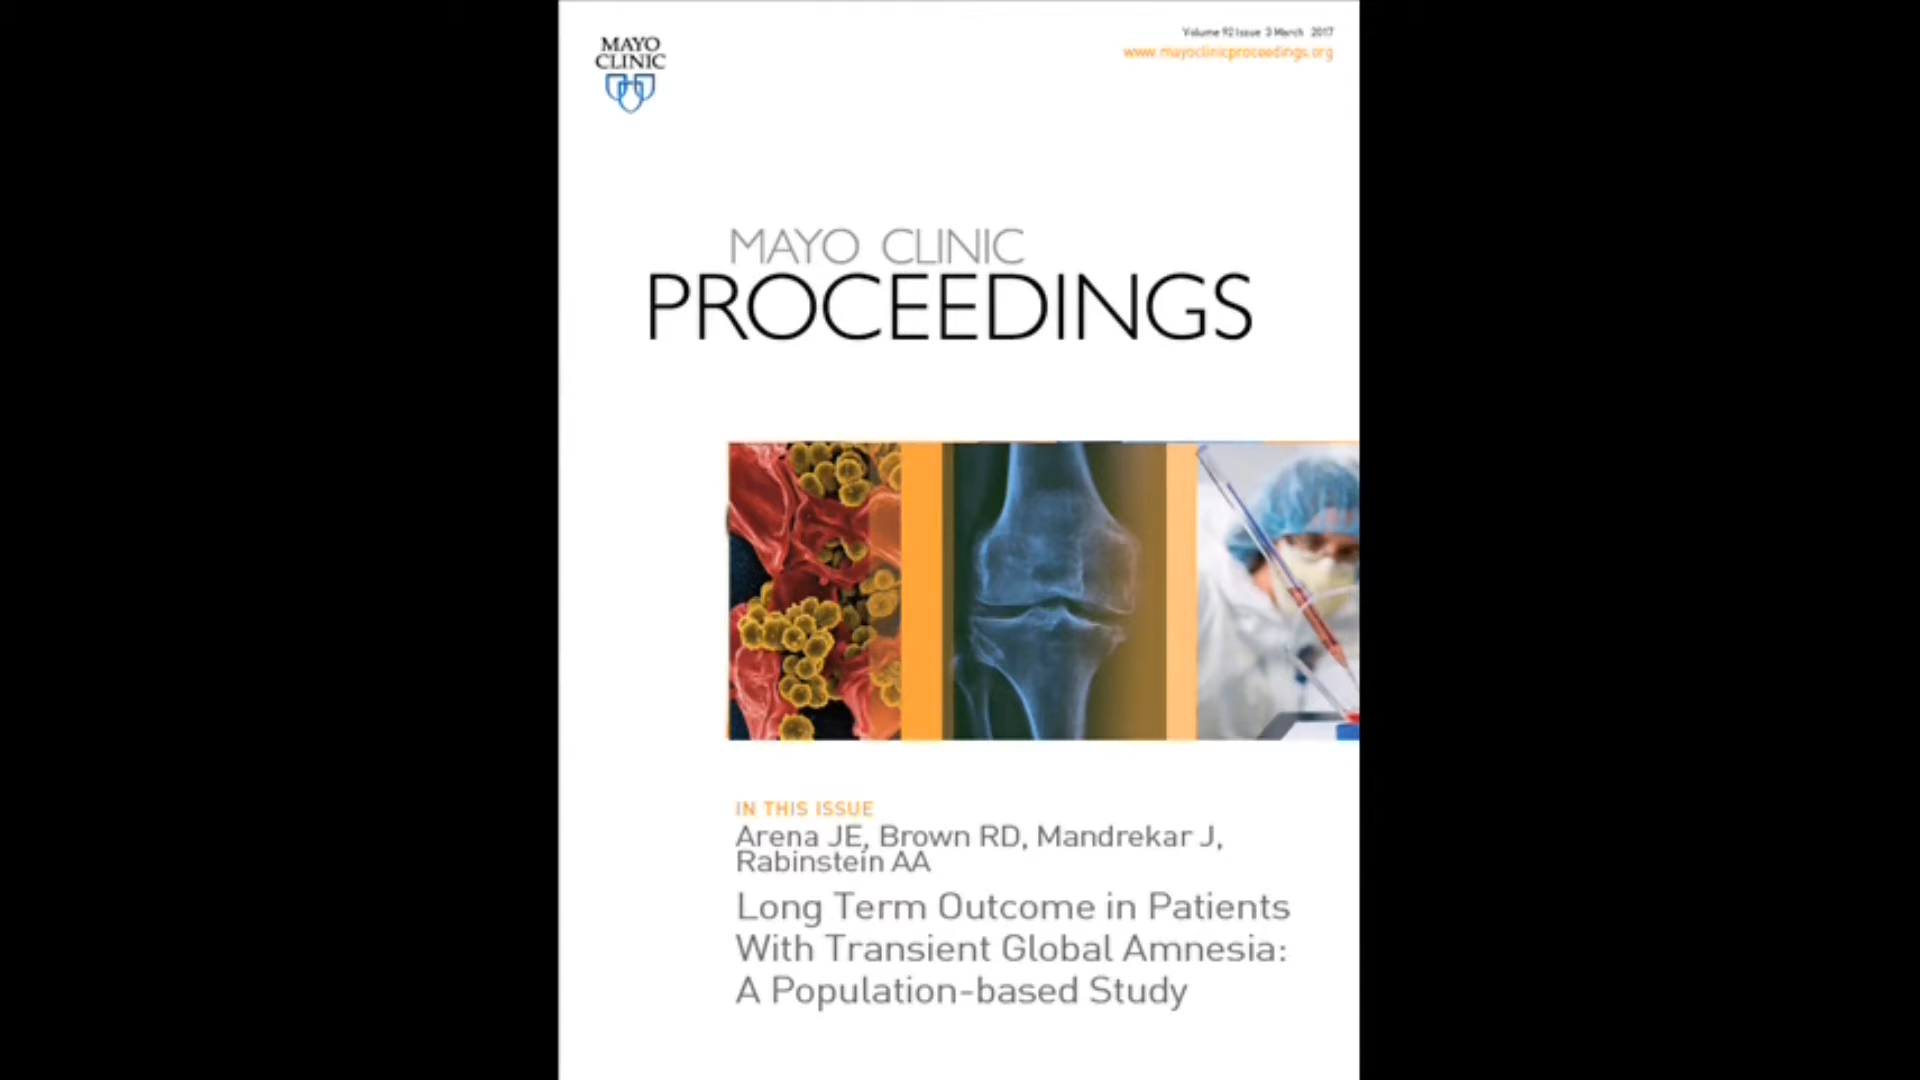 MAYO
CLINIC
Volume 92 Issue 3 March 2017
www.mayoclinicproceedings.org
MAYO CLINIC
PROCEEDINGS
IN THIS ISSUE
Arena JE, Brown RD, Mandrekar J,
Rabinstein AA
Long Term Outcome in Patients
With Transient Global Amnesia:
A Population-based Study